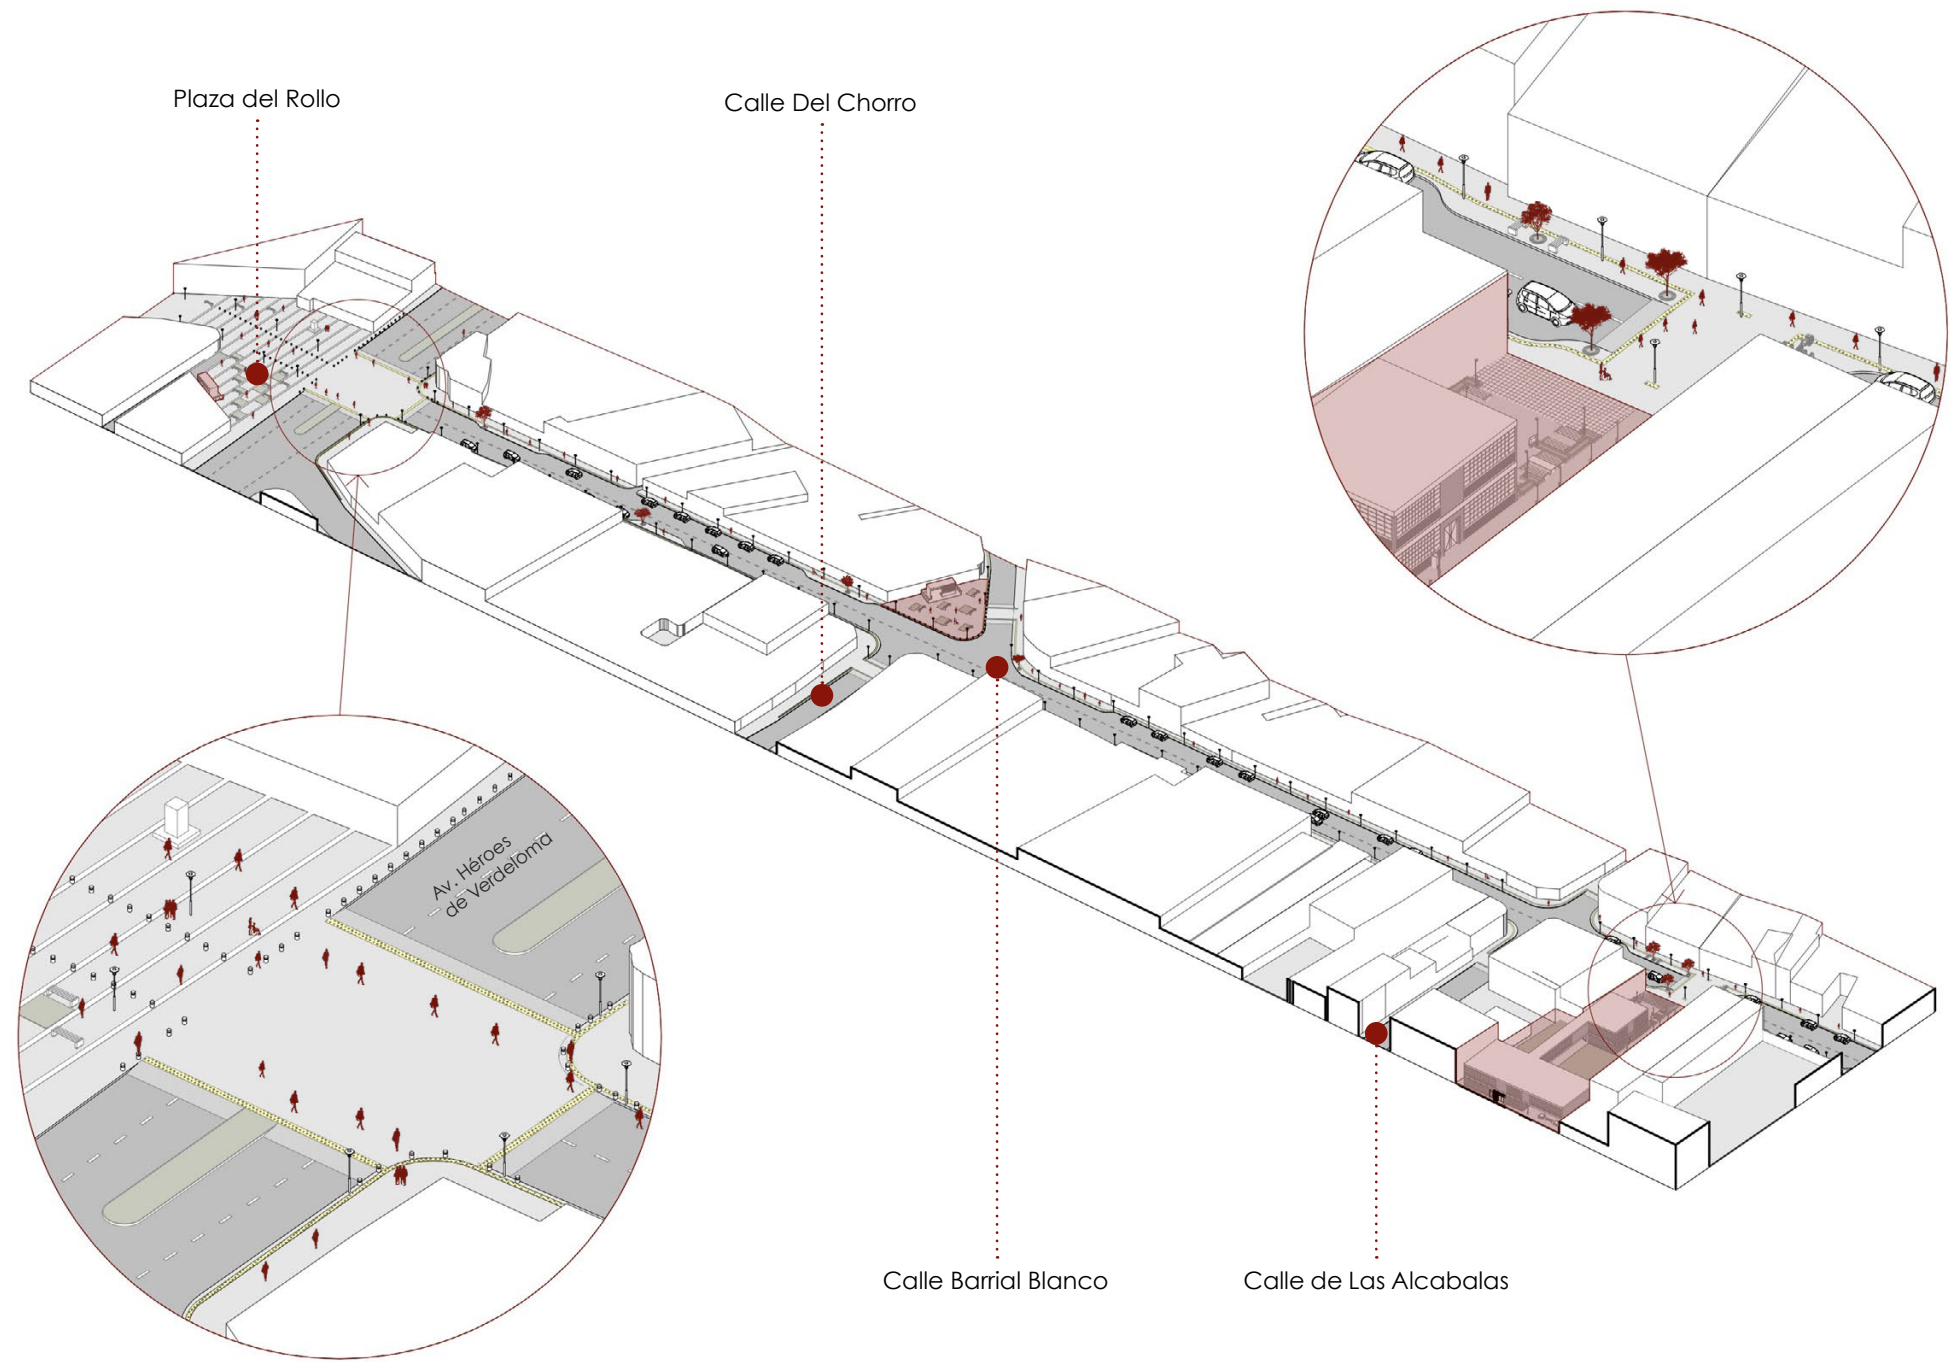 Plaza del Rollo
Calle Del Chorro
Av. Héroes
de Verdeloma
Calle Barrial Blanco
Calle de Las Alcabalas